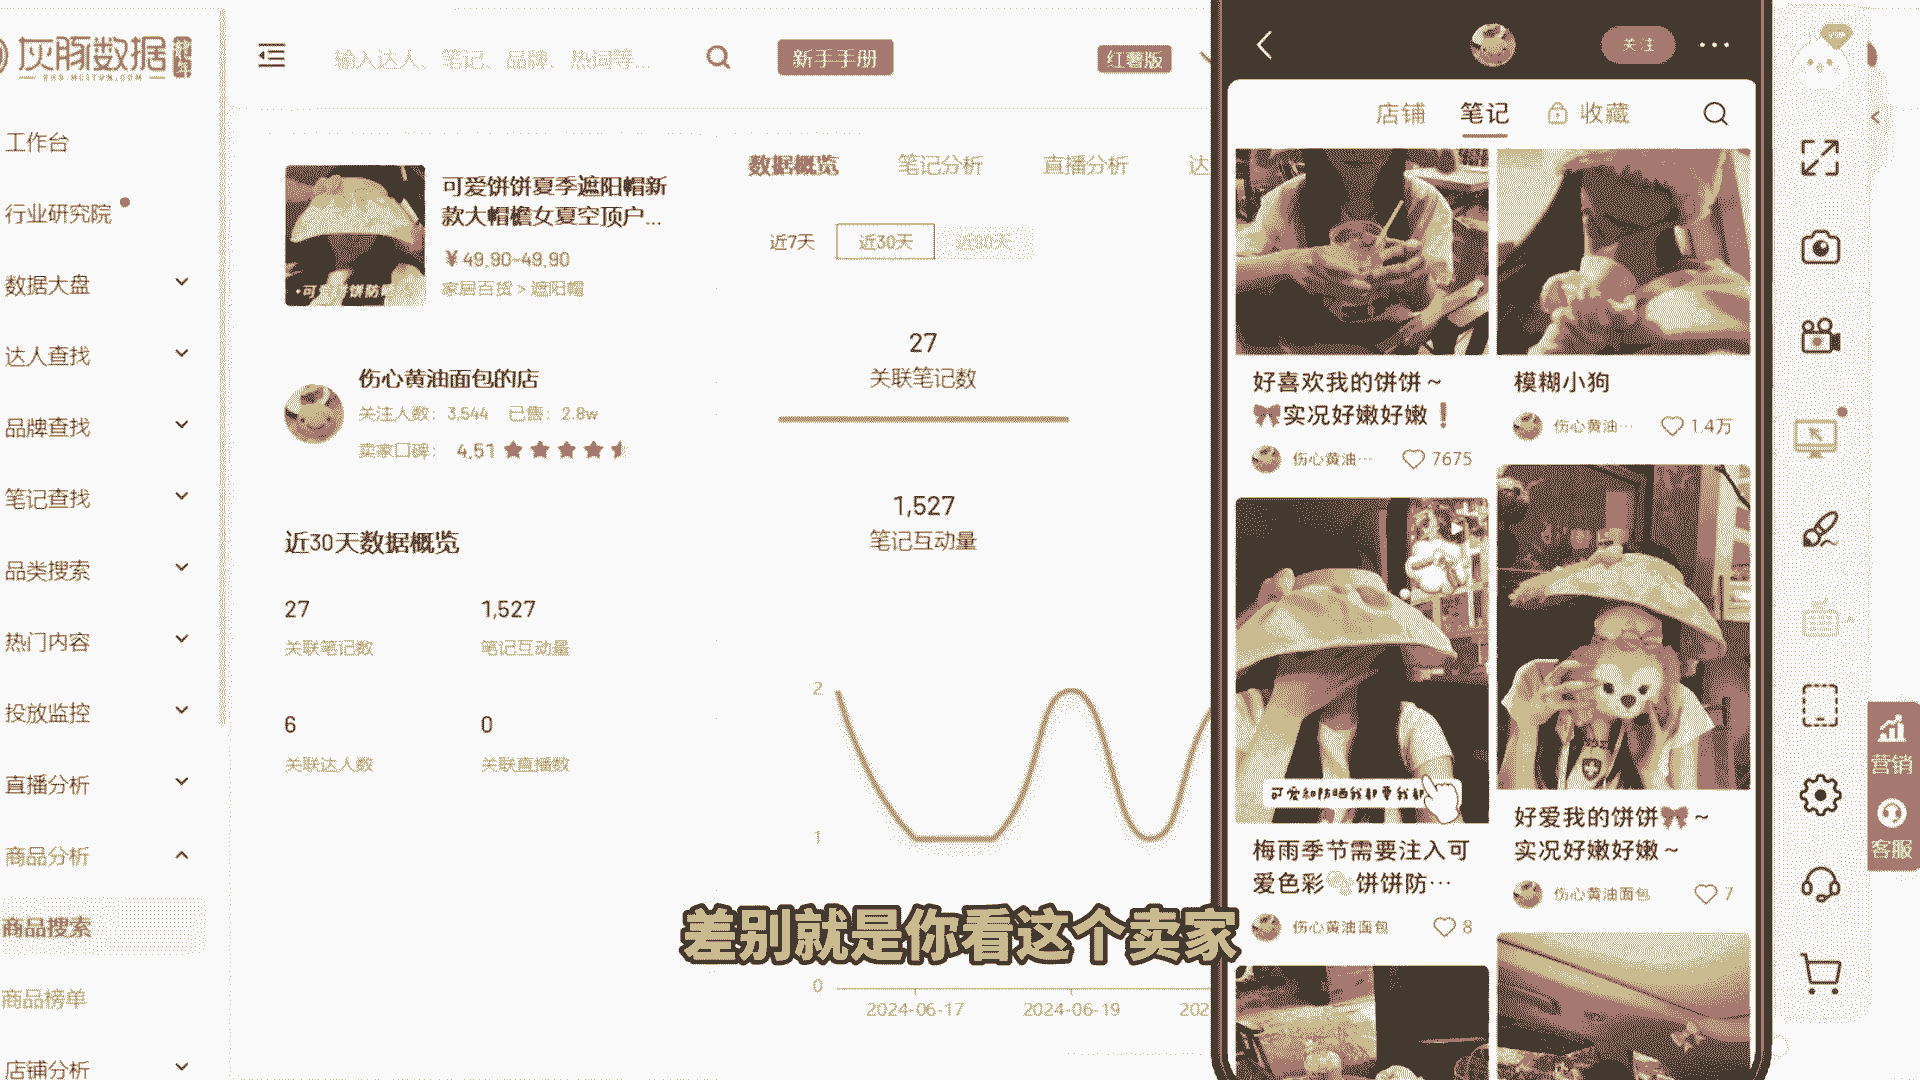 灰豚数据
XHS.HUITUN.COM
工作台
行业研究院
数据大盘
达人查找
品牌查找
笔记查找
品类搜索
热门内容
投放监控
直播分析
商品分析
商品搜索
商品榜单
店铺分析
输入达人、笔记、品牌、热词等...
新手手册
红薯版
可爱饼饼夏季遮阳帽新
款大帽檐女夏空顶户...
￥49.90-49.90
家居百货 > 遮阳帽
伤心黄油面包的店
关注人数： 3,544 已售： 2.8w
卖家口碑： 4.51
近30天数据概览
27
关联笔记数
1,527
笔记互动量
6
关联达人数
0
关联直播数
数据概览
笔记分析
直播分析
达
近7天
近30天
近90天
27
关联笔记数
1,527
笔记互动量
2
1
0
2024-06-17
2024-06-19
202
关注
店铺
笔记
收藏
好喜欢我的饼饼～
🎀实况好嫩好嫩❗
伤心黄油…
7675
模糊小狗
伤心黄油…
1.4万
可爱和防晒我都要我都
梅雨季节需要注入可
爱色彩🫧饼饼防…
伤心黄油面包
8
好爱我的饼饼🎀～
实况好嫩好嫩～
伤心黄油面包
7
VIP
营销
客服
差别就是你看这个卖家